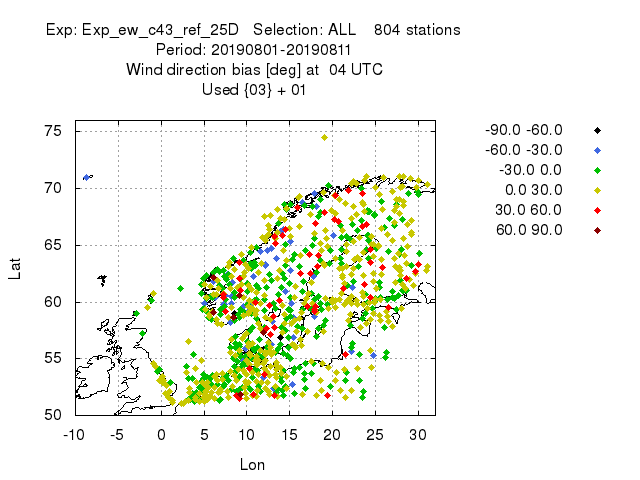 Exp: Exp_ew_c43_ref_25D   Selection: ALL    804 stations
Period: 20190801-20190811
Wind direction bias [deg] at  04 UTC
Used {03} + 01
-90.0 -60.0
-60.0 -30.0
-30.0 0.0
0.0 30.0
30.0 60.0
60.0 90.0
75
70
65
60
55
50
Lat
-10 -5 0 5 10 15 20 25 30
Lon